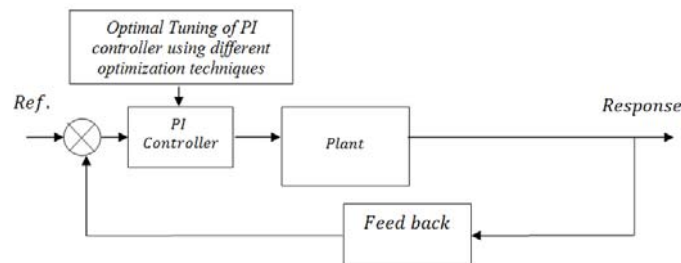 Optimal Tuning of PI
controller using different
optimization techniques
Ref.
PI
Controller
Plant
Response
Feed back